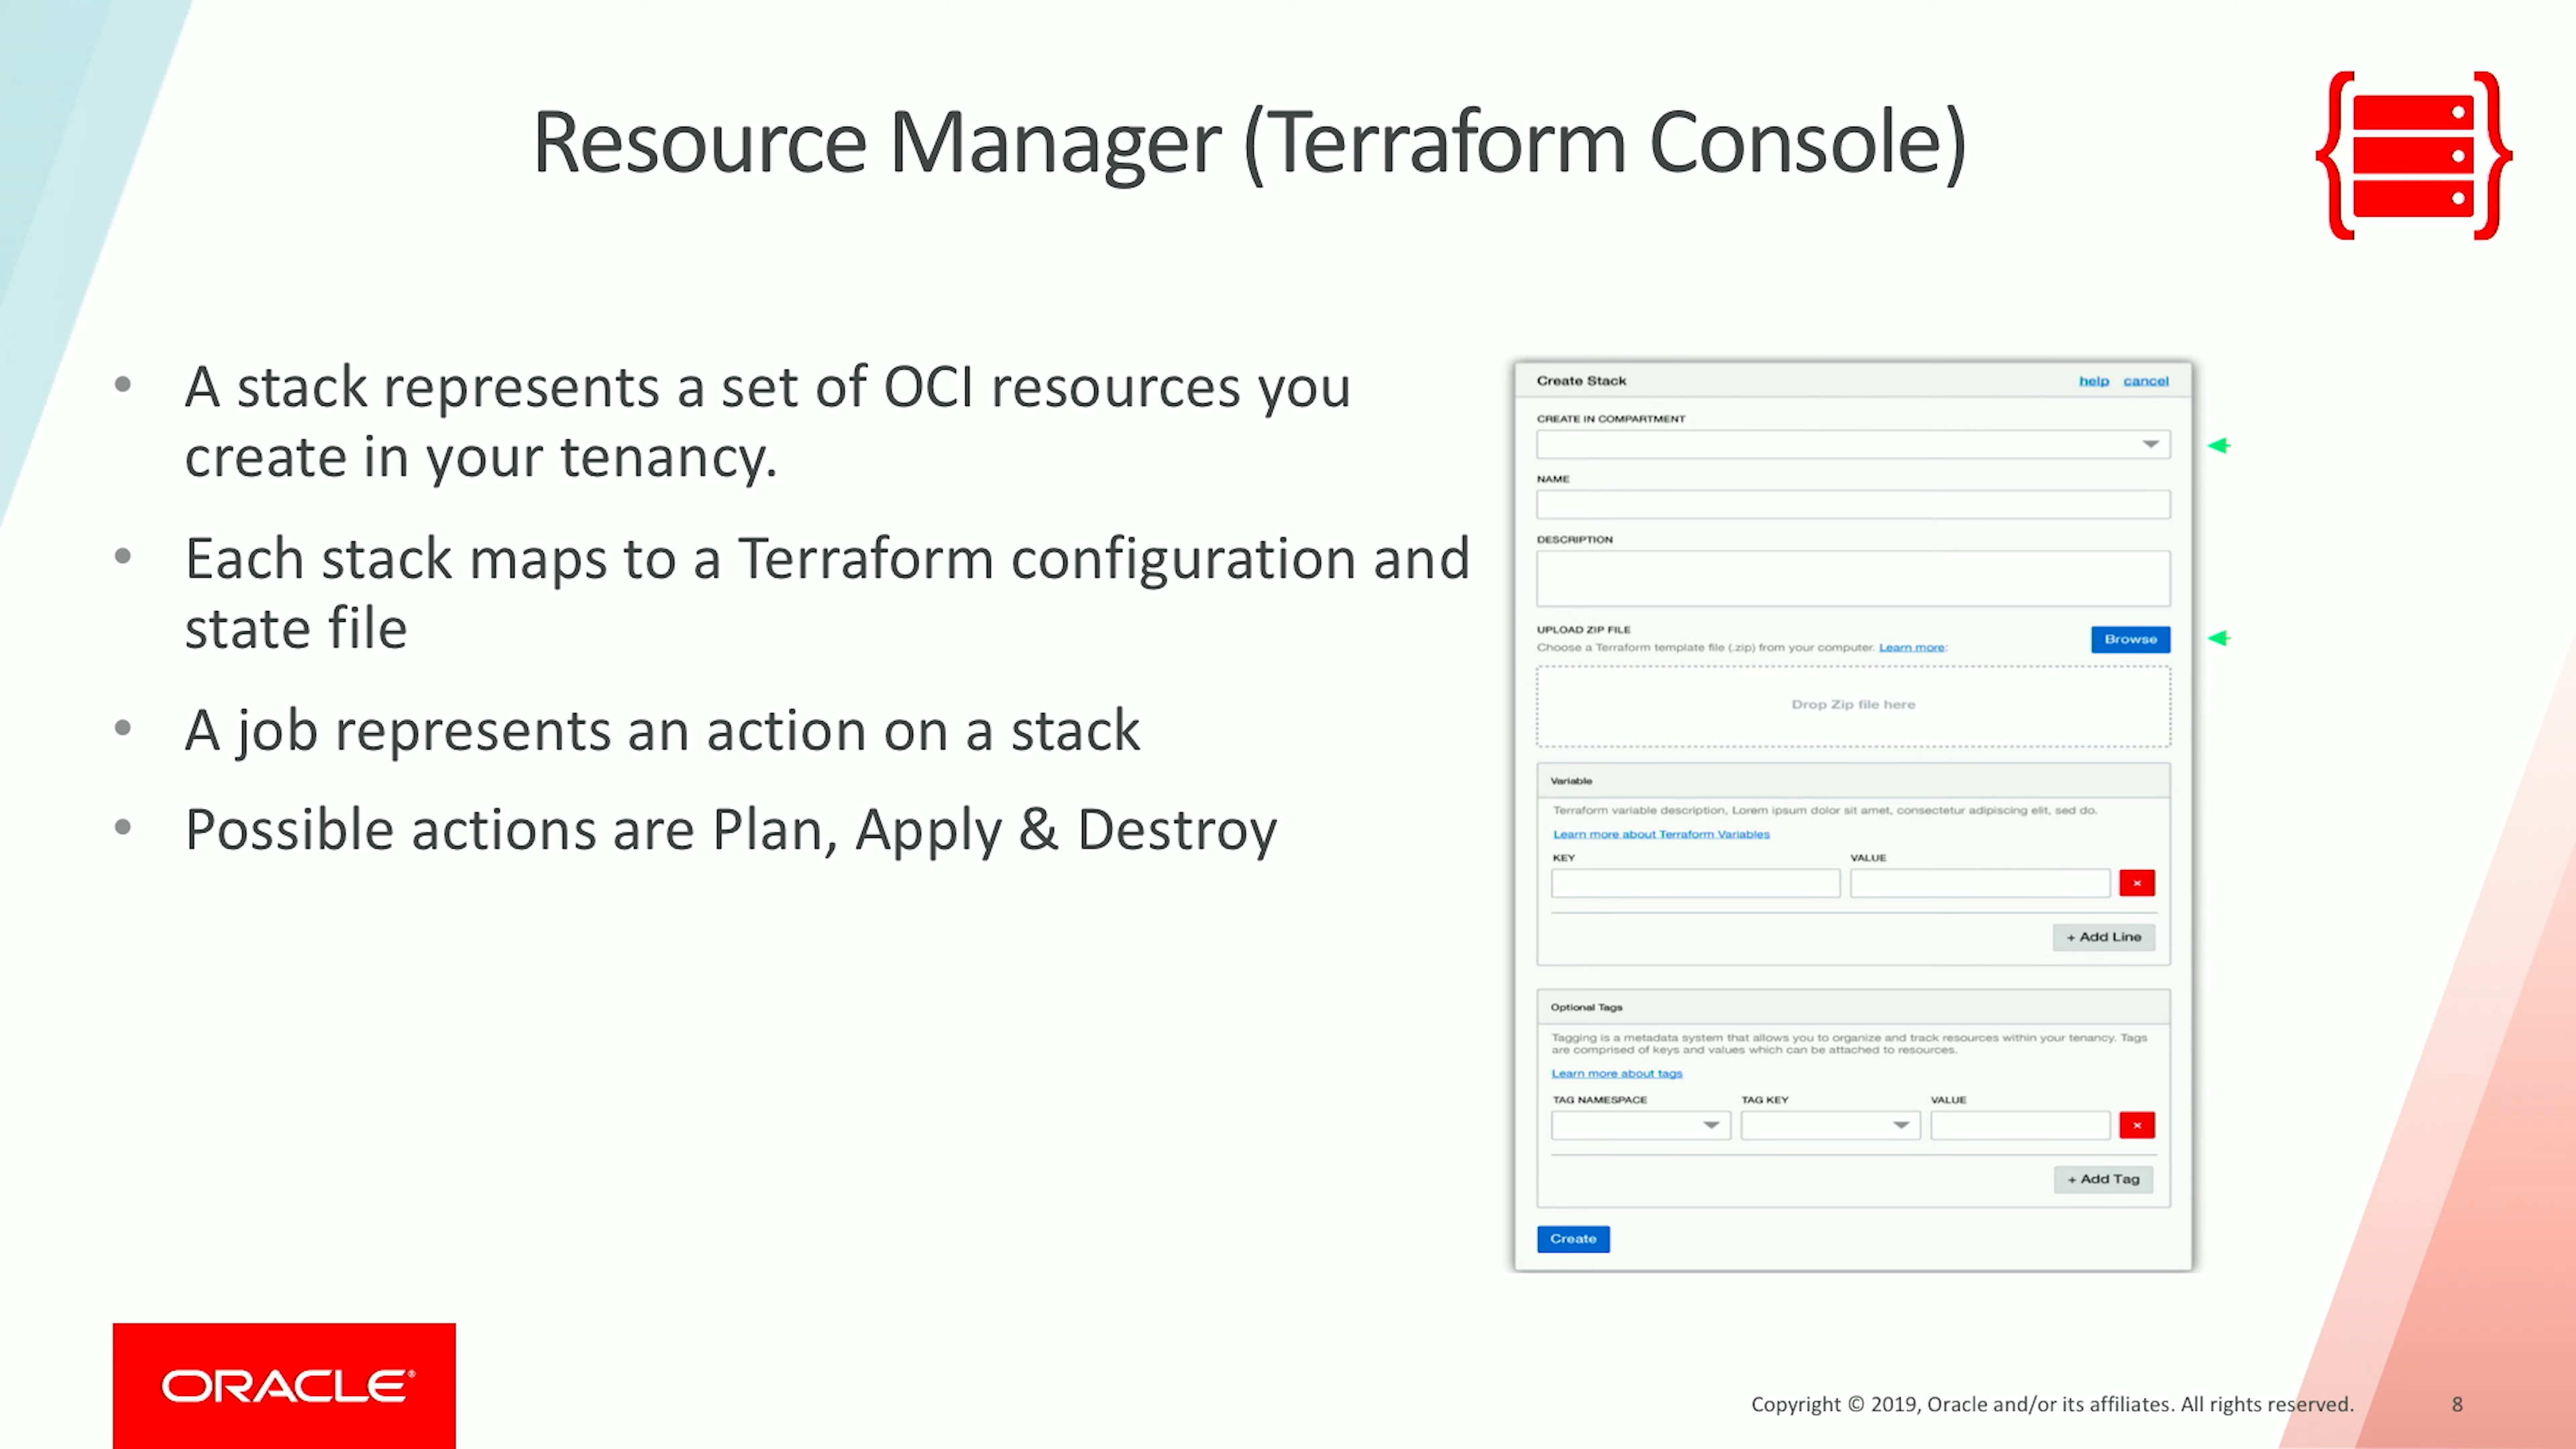 Resource Manager (Terraform Console)
• A stack represents a set of OCI resources you
create in your tenancy.
• Each stack maps to a Terraform configuration and
state file
• A job represents an action on a stack
• Possible actions are Plan, Apply & Destroy
Create Stack help cancel
CREATE IN COMPARTMENT
NAME
DESCRIPTION
UPLOAD ZIP FILE
Browse
Choose a Terraform template file (.zip) from your computer. Learn more:
Drop Zip file here
Variable
Terraform variable description, Lorem ipsum dolor sit amet, consectetur adipiscing elit, sed do.
Learn more about Terraform Variables
KEY VALUE
×
+ Add Line
Optional Tags
Tagging is a metadata system that allows you to organize and track resources within your tenancy. Tags
are comprised of keys and values which can be attached to resources.
Learn more about tags
TAG NAMESPACE TAG KEY VALUE
×
+ Add Tag
Create
ORACLE®
Copyright © 2019, Oracle and/or its affiliates. All rights reserved. 8